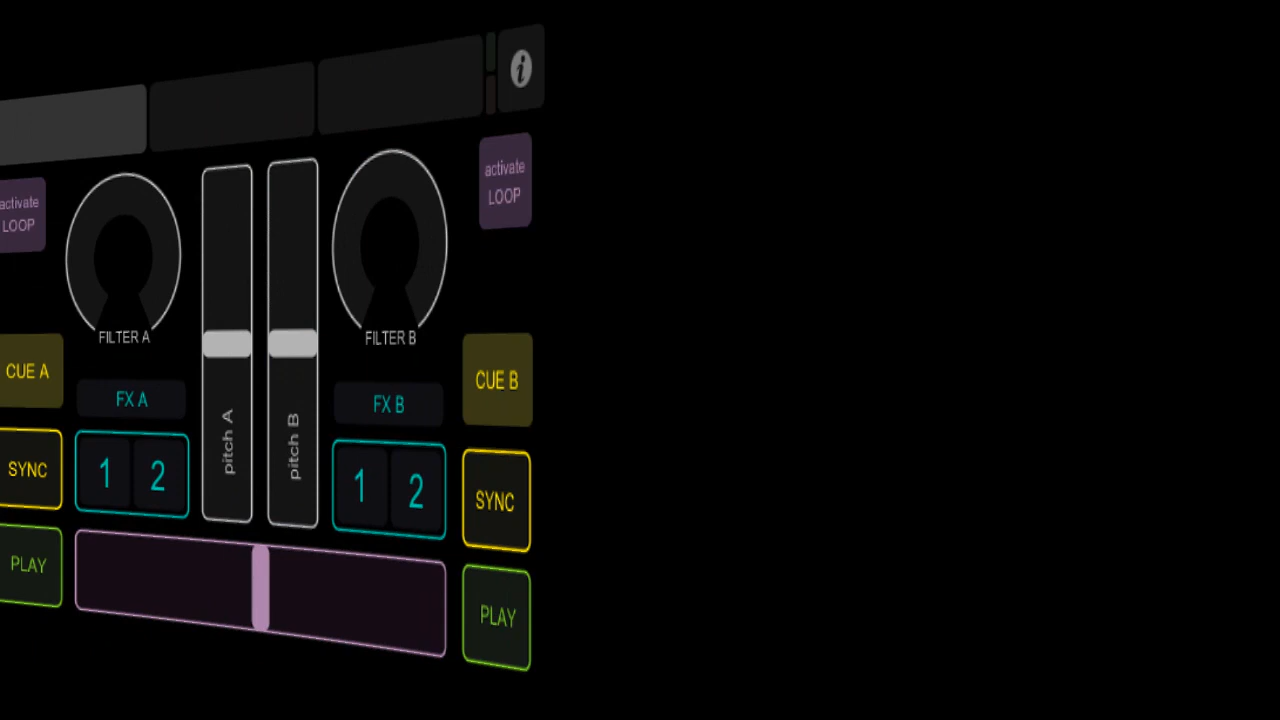 i
activate
LOOP
activate
LOOP
FILTER A
FILTER B
CUE A
CUE B
FX A
FX B
pitch A
pitch B
1 2
1 2
SYNC
SYNC
PLAY
PLAY